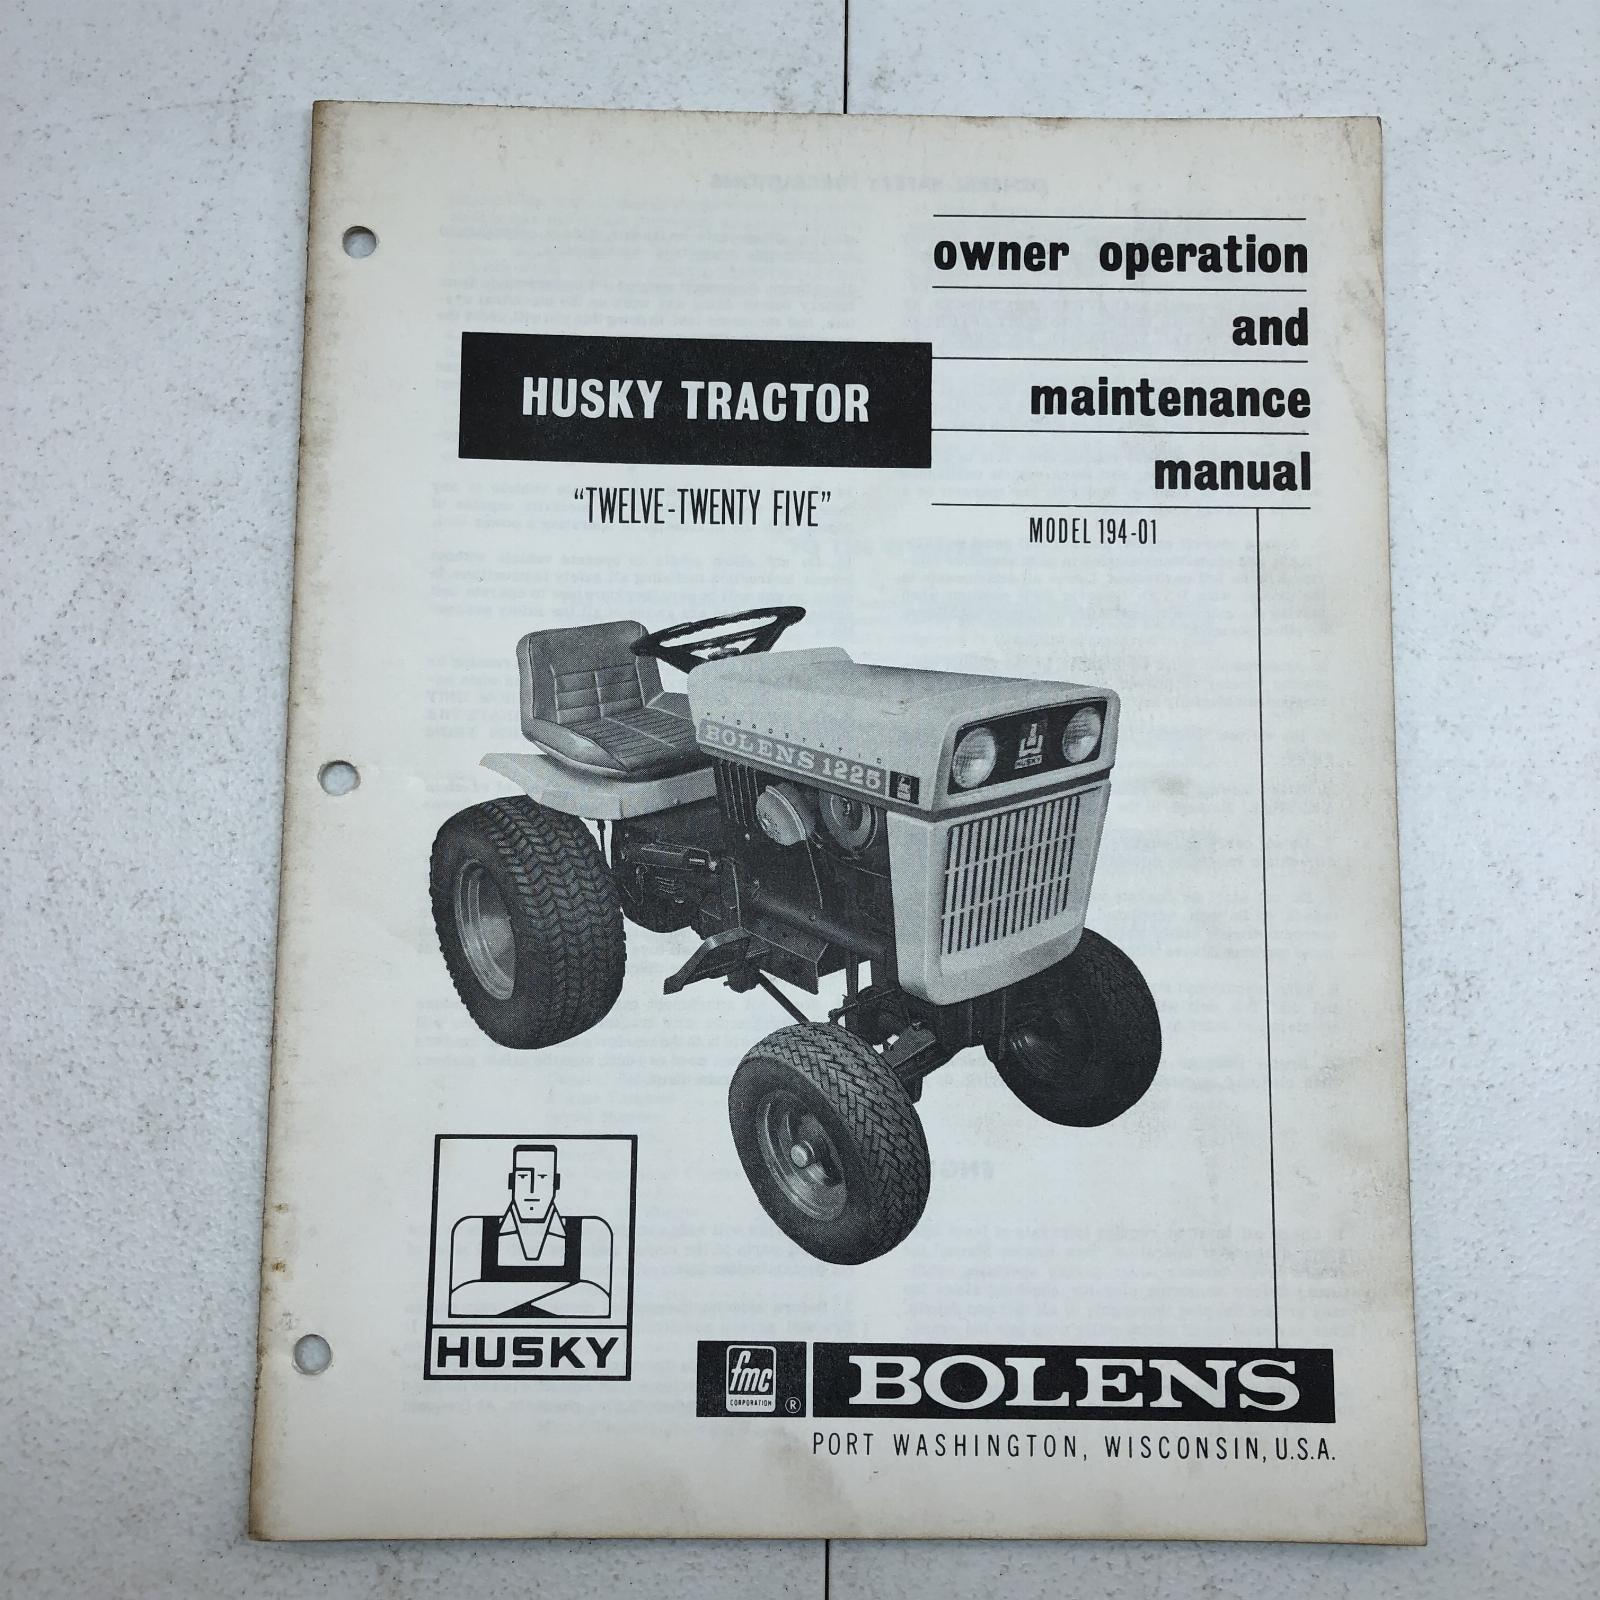 owner operation
and
maintenance
manual
HUSKY TRACTOR
"TWELVE-TWENTY FIVE"
MODEL 194-01
HYDROSTATIC
BOLENS 1225
fmc
HUSKY
HUSKY
fmc
CORPORATION
®
BOLENS
PORT WASHINGTON, WISCONSIN, U.S.A.